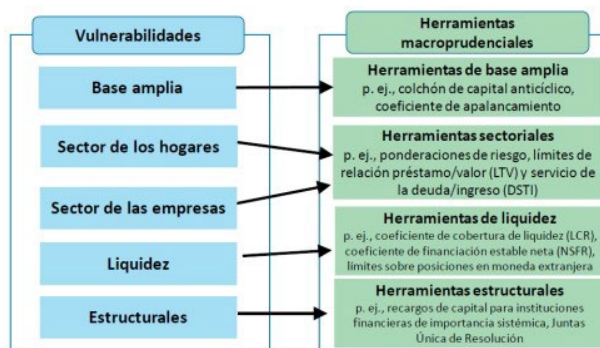 Vulnerabilidades
Base amplia
Sector de los hogares
Sector de las empresas
Liquidez
Estructurales
Herramientas
macroprudenciales
Herramientas de base amplia
p. ej., colchón de capital anticíclico,
coeficiente de apalancamiento
Herramientas sectoriales
p. ej., ponderaciones de riesgo, límites de
relación préstamo/valor (LTV) y servicio de
la deuda/ingreso (DSTI)
Herramientas de liquidez
p. ej., coeficiente de cobertura de liquidez (LCR),
coeficiente de financiación estable neta (NSFR),
límites sobre posiciones en moneda extranjera
Herramientas estructurales
p. ej., recargos de capital para instituciones
financieras de importancia sistémica, Juntas
Única de Resolución